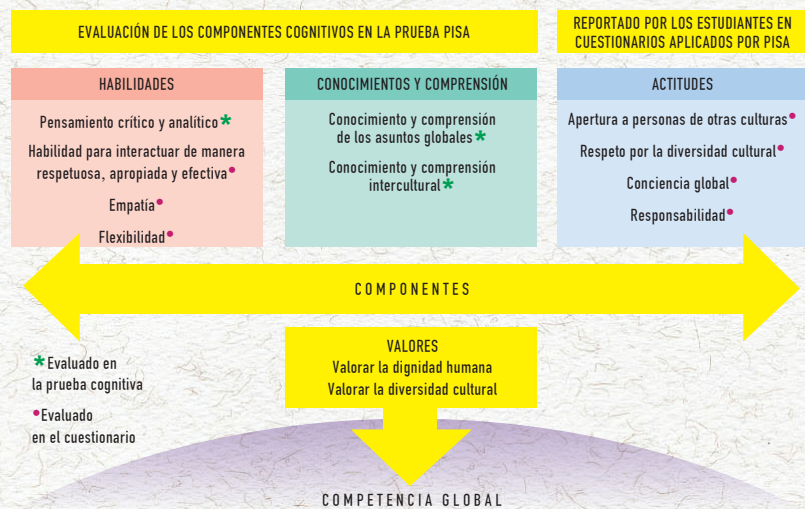 EVALUACIÓN DE LOS COMPONENTES COGNITIVOS EN LA PRUEBA PISA
REPORTADO POR LOS ESTUDIANTES EN
CUESTIONARIOS APLICADOS POR PISA
HABILIDADES
Pensamiento crítico y analítico*
Habilidad para interactuar de manera
respetuosa, apropiada y efectiva•
Empatía•
Flexibilidad•
CONOCIMIENTOS Y COMPRENSIÓN
Conocimiento y comprensión
de los asuntos globales*
Conocimiento y comprensión
intercultural*
ACTITUDES
Apertura a personas de otras culturas•
Respeto por la diversidad cultural•
Conciencia global•
Responsabilidad•
COMPONENTES
VALORES
Valorar la dignidad humana
Valorar la diversidad cultural
*Evaluado en
la prueba cognitiva
•Evaluado
en el cuestionario
COMPETENCIA GLOBAL